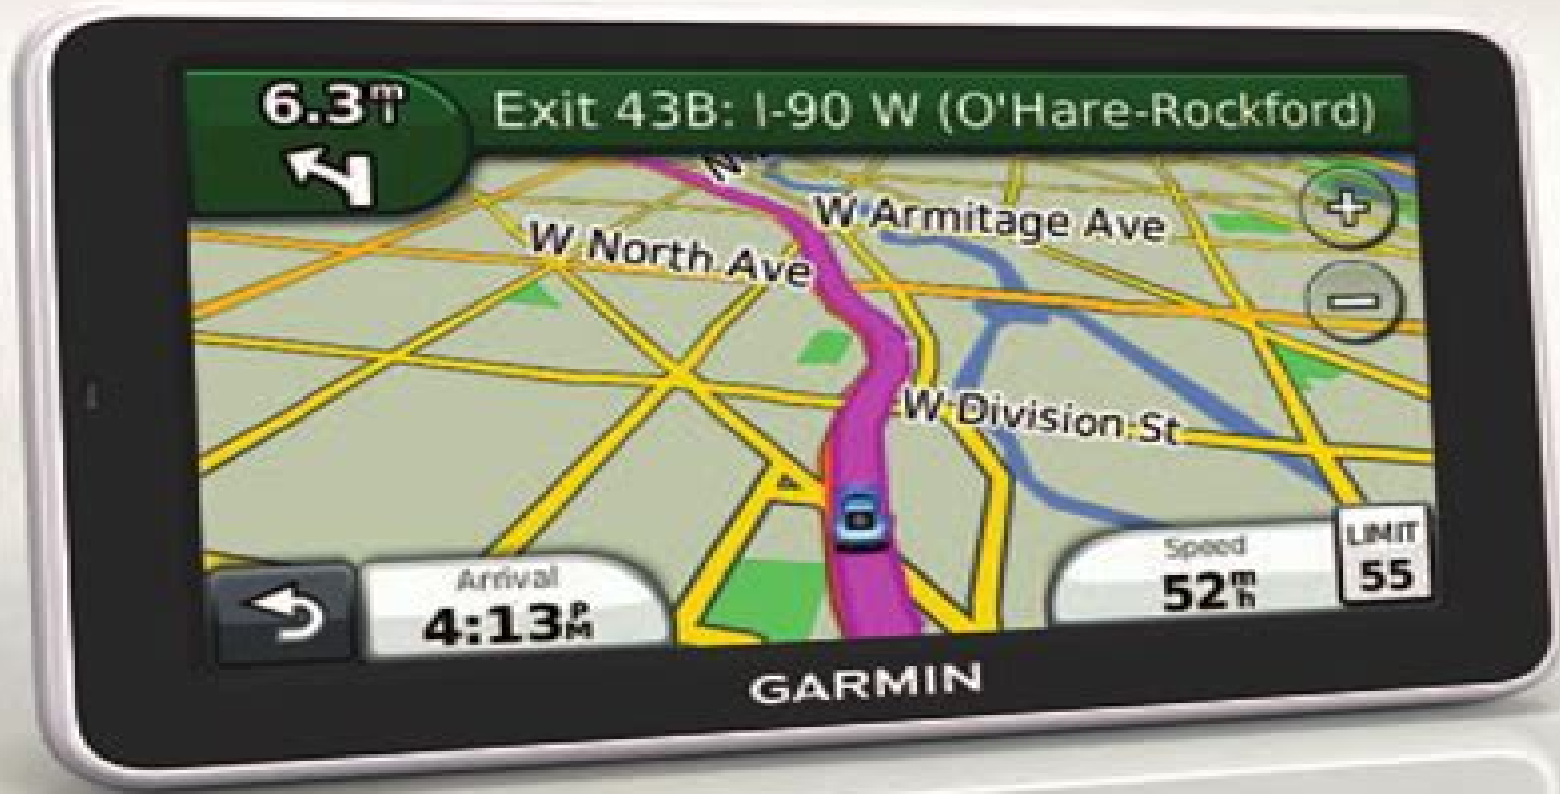 6.3mi
Exit 43B: I-90 W (O'Hare-Rockford)
W Armitage Ave
W North Ave
W Division St
Arrival
4:13PM
Speed
52mh
LIMIT
55
GARMIN